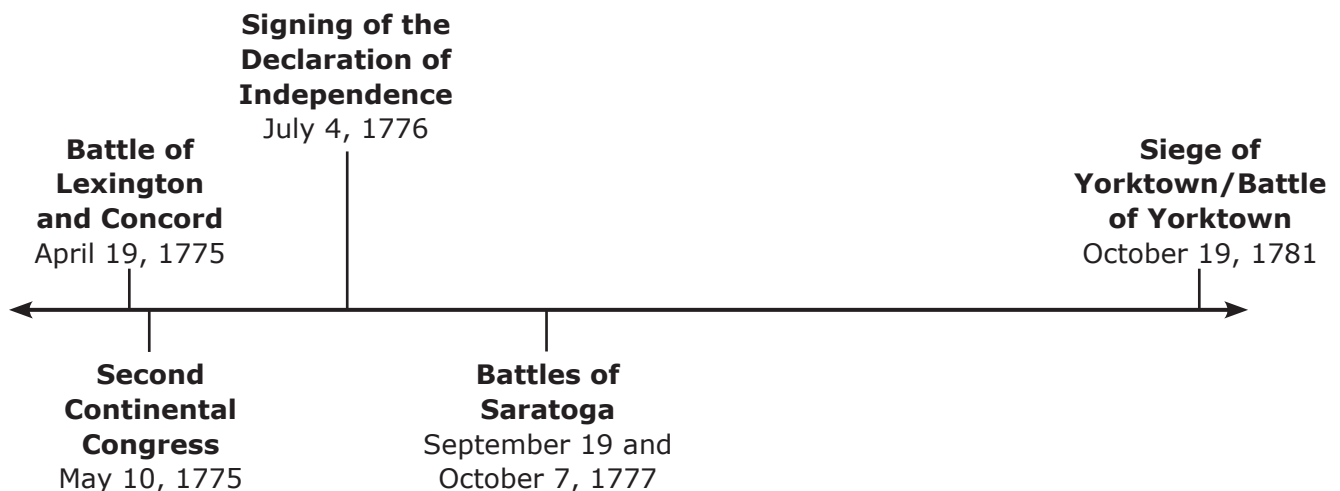 Signing of the
Declaration of
Independence
July 4, 1776
Battle of
Lexington
and Concord
April 19, 1775
Siege of
Yorktown/Battle
of Yorktown
October 19, 1781
Second
Continental
Congress
May 10, 1775
Battles of
Saratoga
September 19 and
October 7, 1777